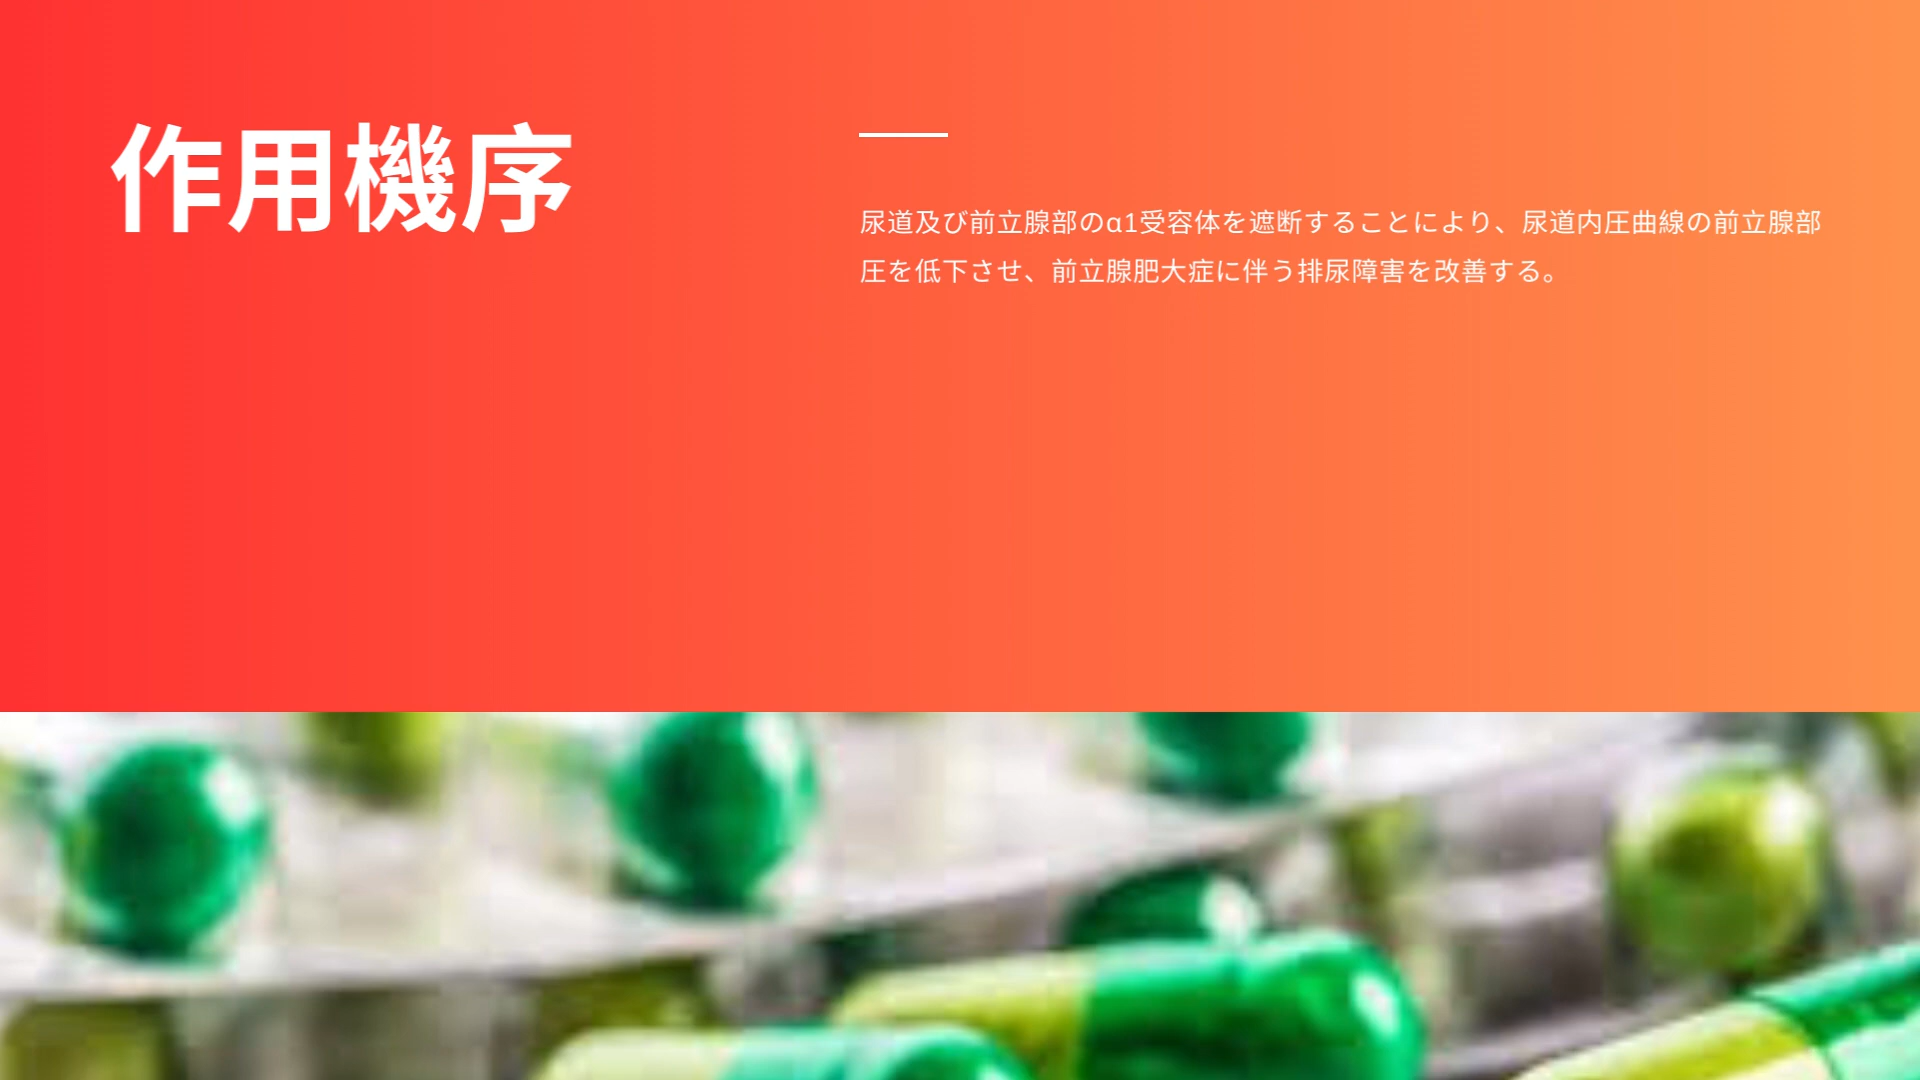 作用機序
尿道及び前立腺部のα1受容体を遮断することにより、尿道内圧曲線の前立腺部
圧を低下させ、前立腺肥大症に伴う排尿障害を改善する。